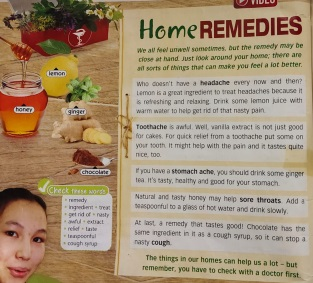 VIDEO
Home REMEDIES
We all feel unwell sometimes, but the remedy may be
close at hand. Just look around your home; there are
all sorts of things that can make you feel a lot better.
lemon
honey
ginger
chocolate
Who doesn't have a headache every now and then?
Lemon is a great ingredient to treat headaches because it
is refreshing and relaxing. Drink some lemon juice with
warm water to help get rid of that nasty pain.
Toothache is awful. Well, vanilla extract is not just good
for cakes. For quick relief from a toothache put some on
your tooth. It might help with the pain and it tastes quite
nice, too.
If you have a stomach ache, you should drink some ginger
tea. It's tasty, healthy and good for your stomach.
Natural and tasty honey may help sore throats. Add a
teaspoonful to a glass of hot water and drink slowly.
At last, a remedy that tastes good! Chocolate has the
same ingredient in it as a cough syrup, so it can stop a
nasty cough.
The things in our homes can help us a lot – but
remember, you have to check with a doctor first.
Check these words
• remedy
• ingredient • treat
• get rid of • nasty
• awful • extract
• relief • taste
• teaspoonful
• cough syrup